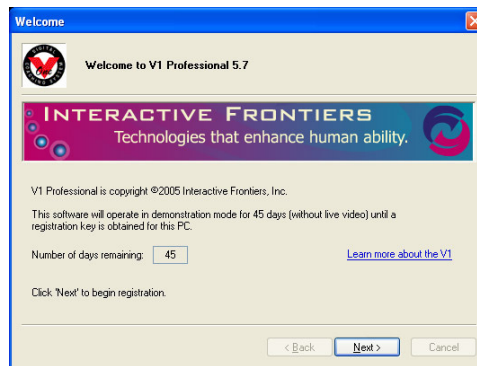 Welcome
Welcome to V1 Professional 5.7
INTERACTIVE FRONTIERS
Technologies that enhance human ability.
V1 Professional is copyright ©2005 Interactive Frontiers, Inc.
This software will operate in demonstration mode for 45 days (without live video) until a
registration key is obtained for this PC.
Number of days remaining: 45 Learn more about the V1
Click 'Next' to begin registration.
< Back Next > Cancel